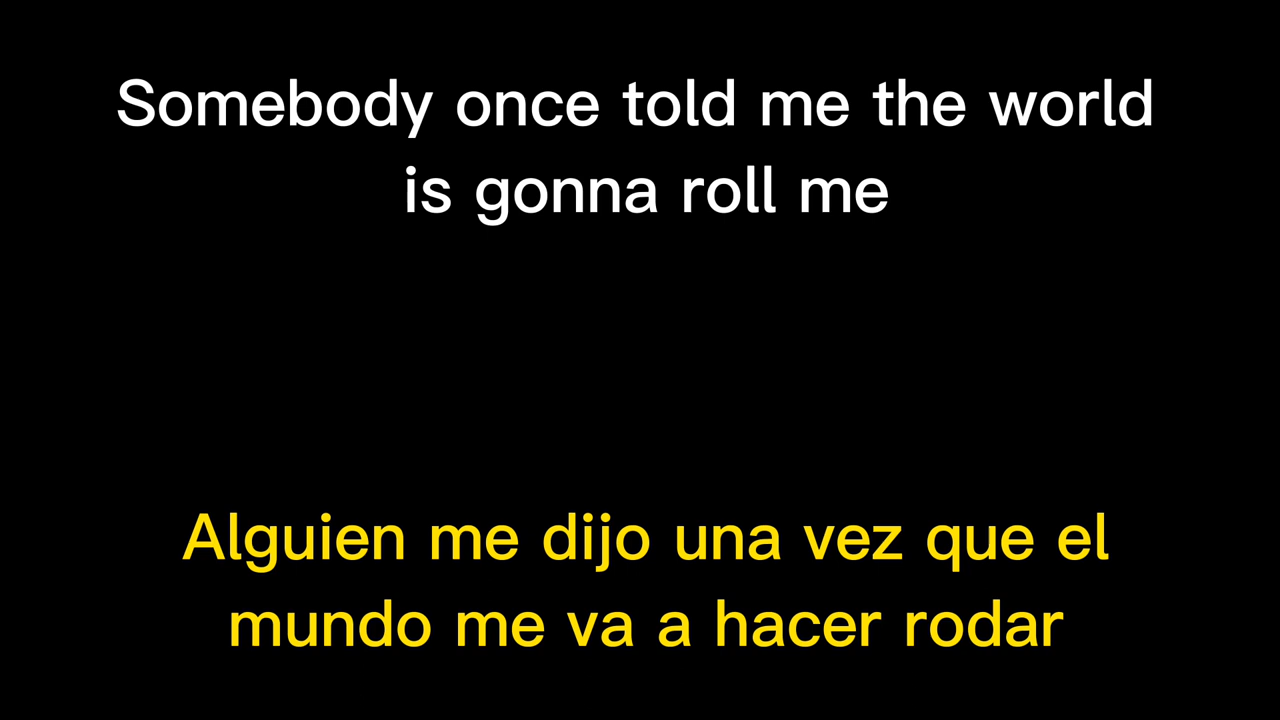 Somebody once told me the world
is gonna roll me
Alguien me dijo una vez que el
mundo me va a hacer rodar